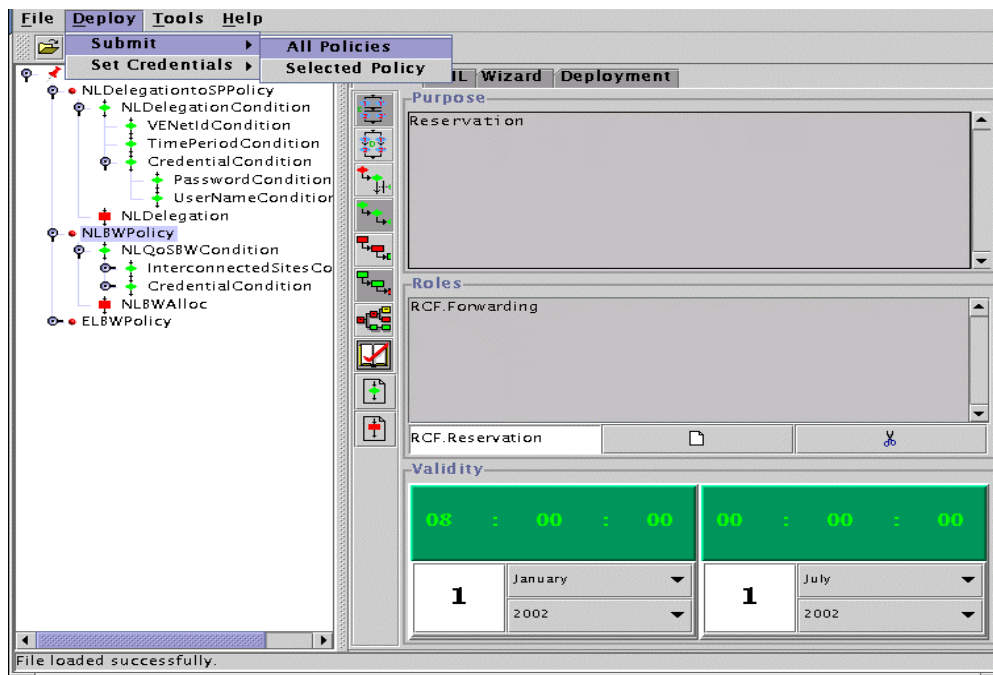 File Deploy Tools Help
Submit
Set Credentials
All Policies
Selected Policy
Wizard Deployment
NLDelegationtoSPPolicy
NLDelegationCondition
VENetIdCondition
TimePeriodCondition
CredentialCondition
PasswordCondition
UserNameCondition
NLDelegation
NLBWPolicy
NLQoSBWCondition
InterconnectedSitesCo
CredentialCondition
NLBWAlloc
ELBWPolicy
Purpose
Reservation
Roles
RCF.Forwarding
RCF.Reservation
Validity
08 : 00 : 00
00 : 00 : 00
1
January
2002
1
July
2002
File loaded successfully.